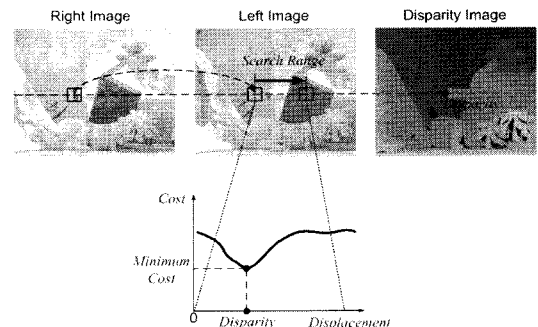 Right Image
Left Image
Disparity Image
Search Range
Cost
Minimum
Cost
0
Disparity
Displacement